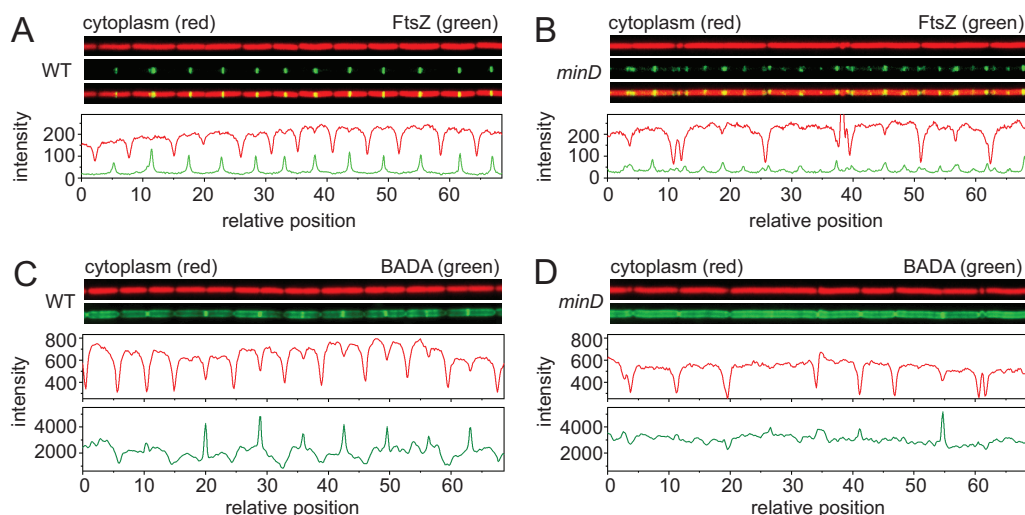 A
cytoplasm (red) FtsZ (green)
WT
intensity
200
100
0
0 10 20 30 40 50 60
relative position
B
cytoplasm (red) FtsZ (green)
minD
intensity
200
100
0
0 10 20 30 40 50 60
relative position
C
cytoplasm (red) BADA (green)
WT
intensity
800
600
400
4000
2000
0 10 20 30 40 50 60
relative position
D
cytoplasm (red) BADA (green)
minD
intensity
800
600
400
4000
2000
0 10 20 30 40 50 60
relative position